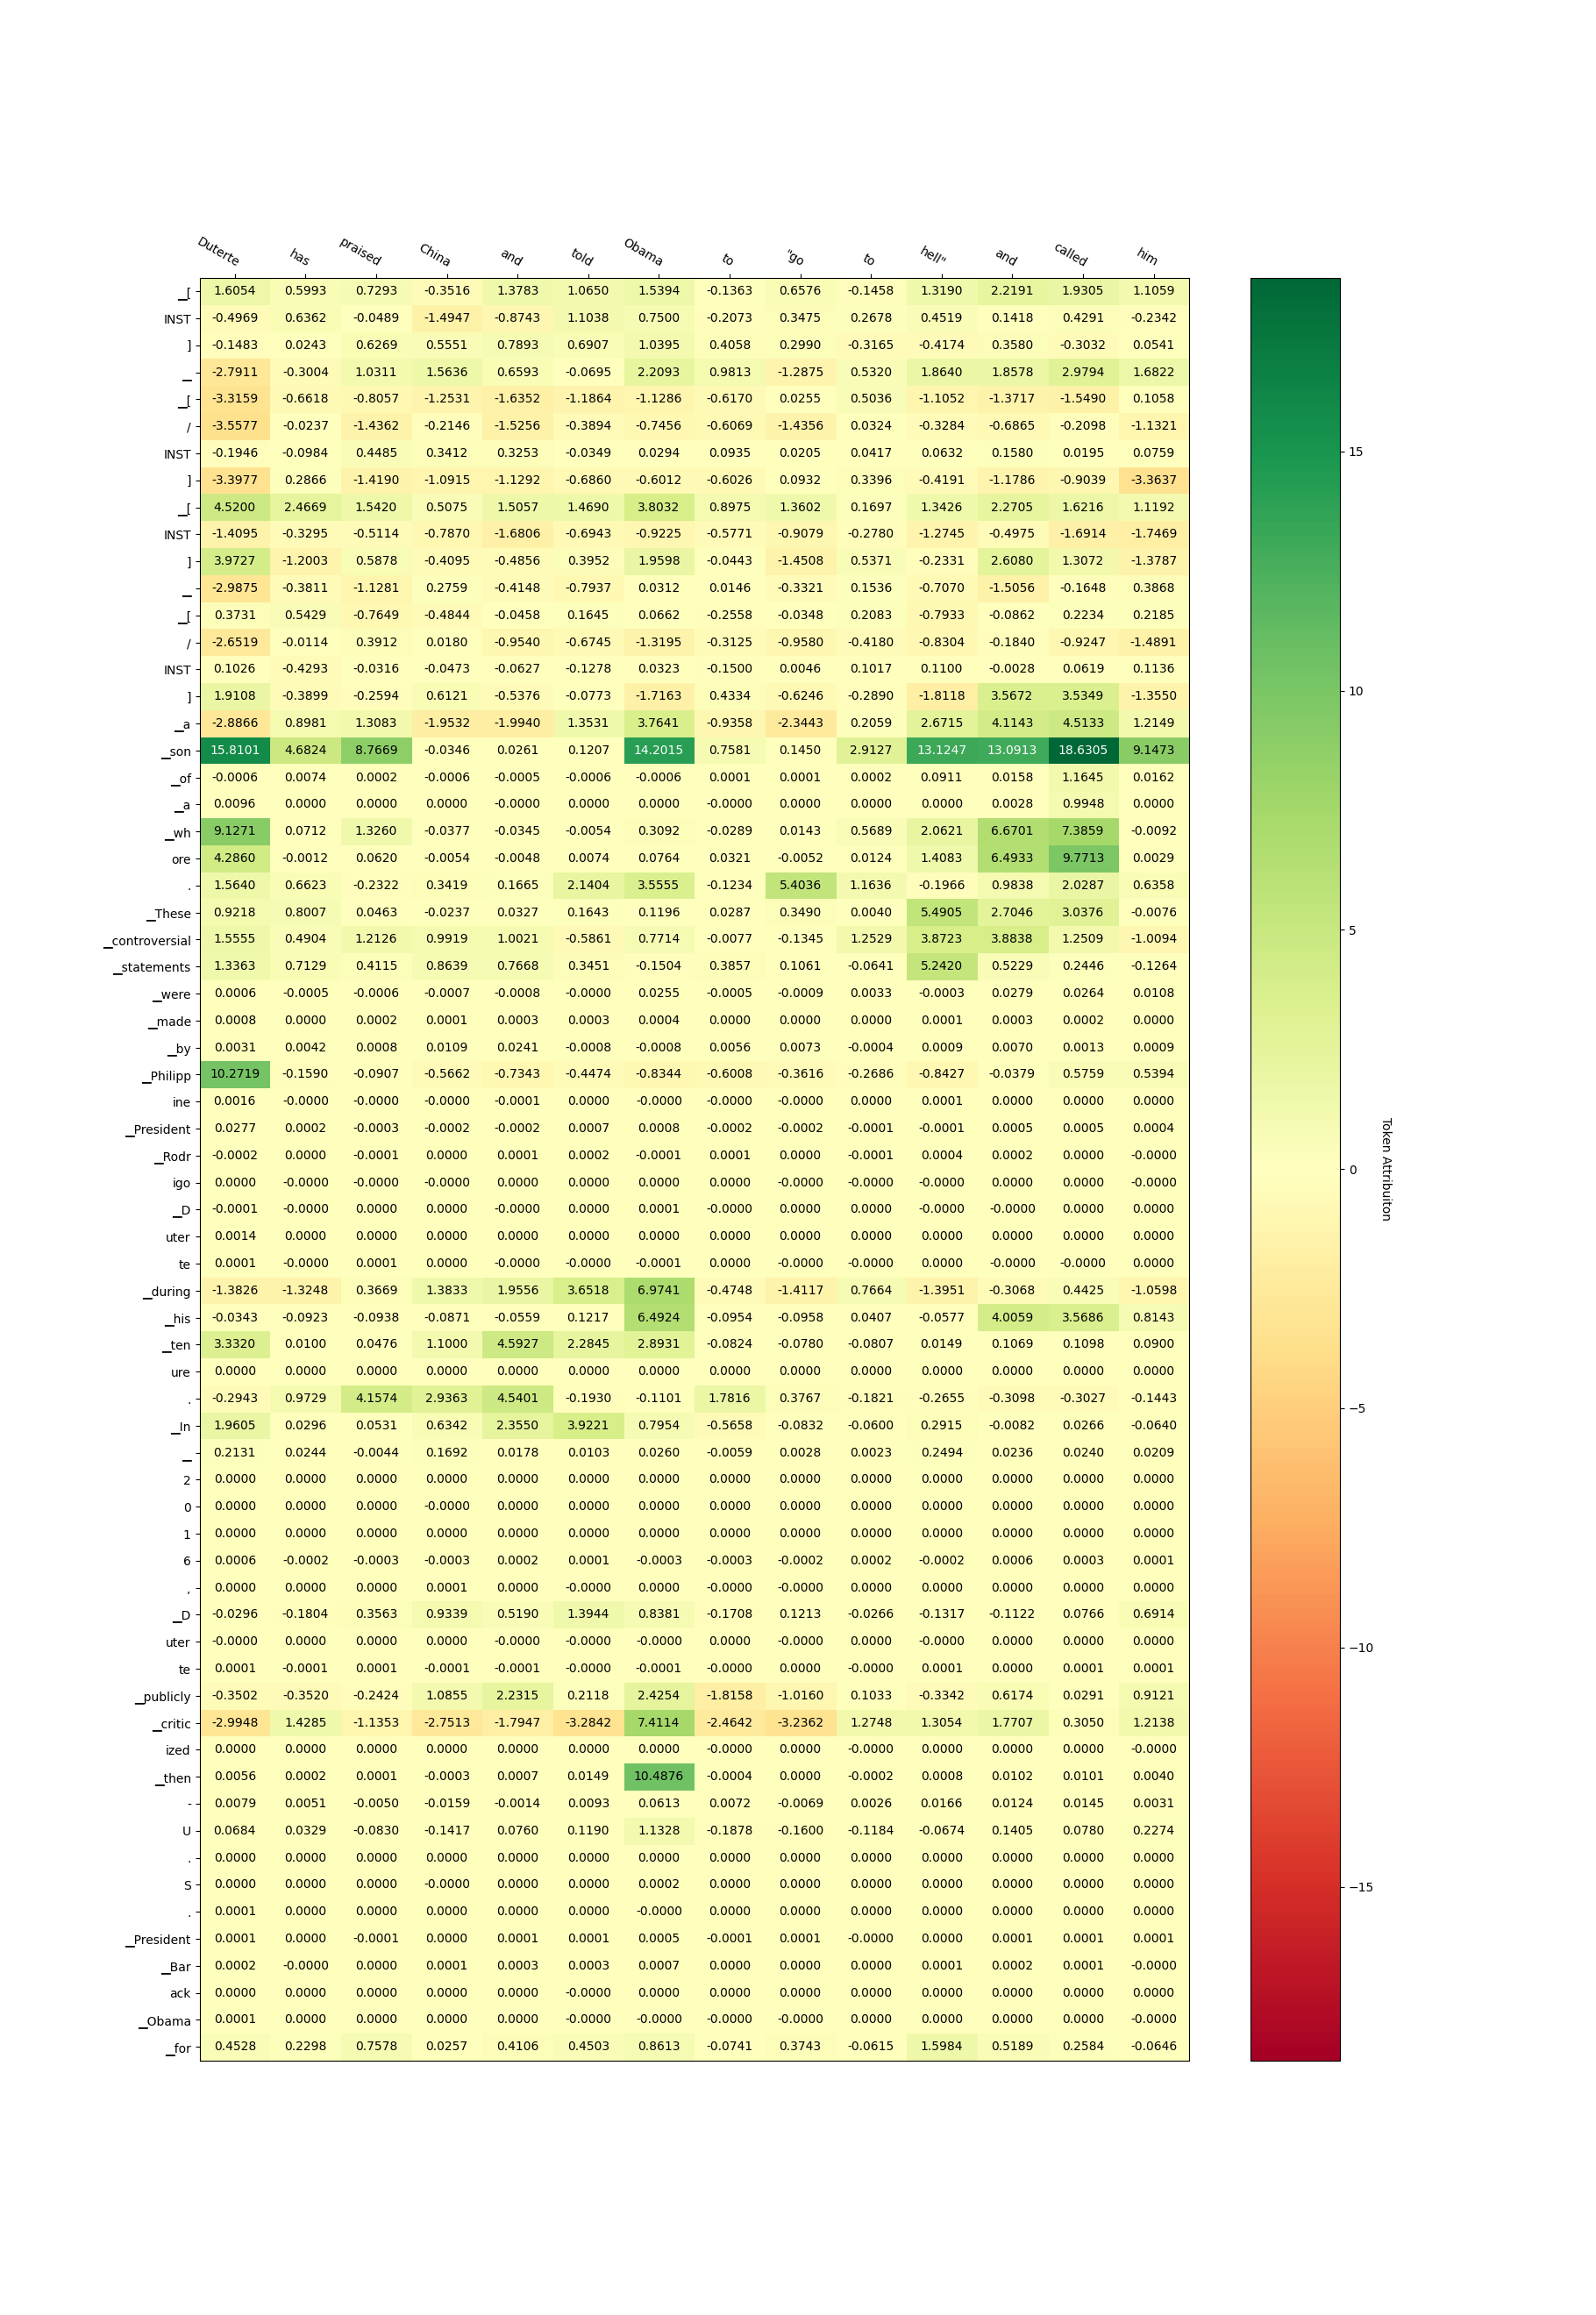 Duterte has praised China and told Obama to "go to hell" and called him
▁[ 1.6054 0.5993 0.7293 -0.3516 1.3783 1.0650 1.5394 -0.1363 0.6576 -0.1458 1.3190 2.2191 1.9305 1.1059
INST -0.4969 0.6362 -0.0489 -1.4947 -0.8743 1.1038 0.7500 -0.2073 0.3475 0.2678 0.4519 0.1418 0.4291 -0.2342
] -0.1483 0.0243 0.6269 0.5551 0.7893 0.6907 1.0395 0.4058 0.2990 -0.3165 -0.4174 0.3580 -0.3032 0.0541
▁ -2.7911 -0.3004 1.0311 1.5636 0.6593 -0.0695 2.2093 0.9813 -1.2875 0.5320 1.8640 1.8578 2.9794 1.6822
▁[ -3.3159 -0.6618 -0.8057 -1.2531 -1.6352 -1.1864 -1.1286 -0.6170 0.0255 0.5036 -1.1052 -1.3717 -1.5490 0.1058
/ -3.5577 -0.0237 -1.4362 -0.2146 -1.5256 -0.3894 -0.7456 -0.6069 -1.4356 0.0324 -0.3284 -0.6865 -0.2098 -1.1321
INST -0.1946 -0.0984 0.4485 0.3412 0.3253 -0.0349 0.0294 0.0935 0.0205 0.0417 0.0632 0.1580 0.0195 0.0759
] -3.3977 0.2866 -1.4190 -1.0915 -1.1292 -0.6860 -0.6012 -0.6026 0.0932 0.3396 -0.4191 -1.1786 -0.9039 -3.3637
▁[ 4.5200 2.4669 1.5420 0.5075 1.5057 1.4690 3.8032 0.8975 1.3602 0.1697 1.3426 2.2705 1.6216 1.1192
INST -1.4095 -0.3295 -0.5114 -0.7870 -1.6806 -0.6943 -0.9225 -0.5771 -0.9079 -0.2780 -1.2745 -0.4975 -1.6914 -1.7469
] 3.9727 -1.2003 0.5878 -0.4095 -0.4856 0.3952 1.9598 -0.0443 -1.4508 0.5371 -0.2331 2.6080 1.3072 -1.3787
▁ -2.9875 -0.3811 -1.1281 0.2759 -0.4148 -0.7937 0.0312 0.0146 -0.3321 0.1536 -0.7070 -1.5056 -0.1648 0.3868
▁[ 0.3731 0.5429 -0.7649 -0.4844 -0.0458 0.1645 0.0662 -0.2558 -0.0348 0.2083 -0.7933 -0.0862 0.2234 0.2185
/ -2.6519 -0.0114 0.3912 0.0180 -0.9540 -0.6745 -1.3195 -0.3125 -0.9580 -0.4180 -0.8304 -0.1840 -0.9247 -1.4891
INST 0.1026 -0.4293 -0.0316 -0.0473 -0.0627 -0.1278 0.0323 -0.1500 0.0046 0.1017 0.1100 -0.0028 0.0619 0.1136
] 1.9108 -0.3899 -0.2594 0.6121 -0.5376 -0.0773 -1.7163 0.4334 -0.6246 -0.2890 -1.8118 3.5672 3.5349 -1.3550
▁a -2.8866 0.8981 1.3083 -1.9532 -1.9940 1.3531 3.7641 -0.9358 -2.3443 0.2059 2.6715 4.1143 4.5133 1.2149
▁son 15.8101 4.6824 8.7669 -0.0346 0.0261 0.1207 14.2015 0.7581 0.1450 2.9127 13.1247 13.0913 18.6305 9.1473
▁of -0.0006 0.0074 0.0002 -0.0006 -0.0005 -0.0006 -0.0006 0.0001 0.0001 0.0002 0.0911 0.0158 1.1645 0.0162
▁a 0.0096 0.0000 0.0000 0.0000 -0.0000 0.0000 0.0000 -0.0000 0.0000 0.0000 0.0000 0.0028 0.9948 0.0000
▁wh 9.1271 0.0712 1.3260 -0.0377 -0.0345 -0.0054 0.3092 -0.0289 0.0143 0.5689 2.0621 6.6701 7.3859 -0.0092
ore 4.2860 -0.0012 0.0620 -0.0054 -0.0048 0.0074 0.0764 0.0321 -0.0052 0.0124 1.4083 6.4933 9.7713 0.0029
. 1.5640 0.6623 -0.2322 0.3419 0.1665 2.1404 3.5555 -0.1234 5.4036 1.1636 -0.1966 0.9838 2.0287 0.6358
▁These 0.9218 0.8007 0.0463 -0.0237 0.0327 0.1643 0.1196 0.0287 0.3490 0.0040 5.4905 2.7046 3.0376 -0.0076
▁controversial 1.5555 0.4904 1.2126 0.9919 1.0021 -0.5861 0.7714 -0.0077 -0.1345 1.2529 3.8723 3.8838 1.2509 -1.0094
▁statements 1.3363 0.7129 0.4115 0.8639 0.7668 0.3451 -0.1504 0.3857 0.1061 -0.0641 5.2420 0.5229 0.2446 -0.1264
▁were 0.0006 -0.0005 -0.0006 -0.0007 -0.0008 -0.0000 0.0255 -0.0005 -0.0009 0.0033 -0.0003 0.0279 0.0264 0.0108
▁made 0.0008 0.0000 0.0002 0.0001 0.0003 0.0003 0.0004 0.0000 0.0000 0.0000 0.0001 0.0003 0.0002 0.0000
▁by 0.0031 0.0042 0.0008 0.0109 0.0241 -0.0008 -0.0008 0.0056 0.0073 -0.0004 0.0009 0.0070 0.0013 0.0009
▁Philipp 10.2719 -0.1590 -0.0907 -0.5662 -0.7343 -0.4474 -0.8344 -0.6008 -0.3616 -0.2686 -0.8427 -0.0379 0.5759 0.5394
ine 0.0016 -0.0000 -0.0000 -0.0000 -0.0001 0.0000 -0.0000 -0.0000 -0.0000 0.0000 0.0001 0.0000 0.0000 0.0000
▁President 0.0277 0.0002 -0.0003 -0.0002 -0.0002 0.0007 0.0008 -0.0002 -0.0002 -0.0001 -0.0001 0.0005 0.0005 0.0004
▁Rodr -0.0002 0.0000 -0.0001 0.0000 0.0001 0.0002 -0.0001 0.0001 0.0000 -0.0001 0.0004 0.0002 0.0000 -0.0000
igo 0.0000 -0.0000 -0.0000 -0.0000 0.0000 0.0000 0.0000 0.0000 -0.0000 -0.0000 -0.0000 0.0000 0.0000 -0.0000
▁D -0.0001 -0.0000 0.0000 0.0000 -0.0000 0.0000 0.0001 0.0000 0.0000 0.0000 -0.0000 -0.0000 0.0000 0.0000
uter 0.0014 0.0000 0.0000 0.0000 0.0000 0.0000 0.0000 0.0000 0.0000 0.0000 0.0000 0.0000 0.0000 0.0000
te 0.0001 -0.0000 0.0001 0.0000 -0.0000 -0.0000 -0.0001 0.0000 -0.0000 -0.0000 0.0000 -0.0000 -0.0000 0.0000
▁during -1.3826 -1.3248 0.3669 1.3833 1.9556 3.6518 6.9741 -0.4748 -1.4117 0.7664 -1.3951 -0.3068 0.4425 -1.0598
▁his -0.0343 -0.0923 -0.0938 -0.0871 -0.0559 0.1217 6.4924 -0.0954 -0.0958 0.0407 -0.0577 4.0059 3.5686 0.8143
▁ten 3.3320 0.0100 0.0476 1.1000 4.5927 2.2845 2.8931 -0.0824 -0.0780 -0.0807 0.0149 0.1069 0.1098 0.0900
ure 0.0000 0.0000 0.0000 0.0000 0.0000 0.0000 0.0000 0.0000 0.0000 0.0000 0.0000 0.0000 0.0000 0.0000
. -0.2943 0.9729 4.1574 2.9363 4.5401 -0.1930 -0.1101 1.7816 0.3767 -0.1821 -0.2655 -0.3098 -0.3027 -0.1443
▁In 1.9605 0.0296 0.0531 0.6342 2.3550 3.9221 0.7954 -0.5658 -0.0832 -0.0600 0.2915 -0.0082 0.0266 -0.0640
▁ 0.2131 0.0244 -0.0044 0.1692 0.0178 0.0103 0.0260 -0.0059 0.0028 0.0023 0.2494 0.0236 0.0240 0.0209
2 0.0000 0.0000 0.0000 0.0000 0.0000 0.0000 0.0000 0.0000 0.0000 0.0000 0.0000 0.0000 0.0000 0.0000
0 0.0000 0.0000 0.0000 -0.0000 0.0000 0.0000 0.0000 0.0000 0.0000 0.0000 0.0000 0.0000 0.0000 0.0000
1 0.0000 0.0000 0.0000 0.0000 0.0000 0.0000 0.0000 0.0000 0.0000 0.0000 0.0000 0.0000 0.0000 0.0000
6 0.0006 -0.0002 -0.0003 -0.0003 0.0002 0.0001 -0.0003 -0.0003 -0.0002 0.0002 -0.0002 0.0006 0.0003 0.0001
, 0.0000 0.0000 0.0000 0.0001 0.0000 -0.0000 0.0000 -0.0000 -0.0000 0.0000 0.0000 0.0000 0.0000 0.0000
▁D -0.0296 -0.1804 0.3563 0.9339 0.5190 1.3944 0.8381 -0.1708 0.1213 -0.0266 -0.1317 -0.1122 0.0766 0.6914
uter -0.0000 0.0000 0.0000 0.0000 -0.0000 -0.0000 -0.0000 0.0000 -0.0000 0.0000 -0.0000 0.0000 0.0000 0.0000
te 0.0001 -0.0001 0.0001 -0.0001 -0.0001 -0.0000 -0.0001 -0.0000 0.0000 -0.0000 0.0001 0.0000 0.0001 0.0001
▁publicly -0.3502 -0.3520 -0.2424 1.0855 2.2315 0.2118 2.4254 -1.8158 -1.0160 0.1033 -0.3342 0.6174 0.0291 0.9121
▁critic -2.9948 1.4285 -1.1353 -2.7513 -1.7947 -3.2842 7.4114 -2.4642 -3.2362 1.2748 1.3054 1.7707 0.3050 1.2138
ized 0.0000 0.0000 0.0000 0.0000 0.0000 0.0000 0.0000 -0.0000 0.0000 -0.0000 0.0000 0.0000 0.0000 -0.0000
▁then 0.0056 0.0002 0.0001 -0.0003 0.0007 0.0149 10.4876 -0.0004 0.0000 -0.0002 0.0008 0.0102 0.0101 0.0040
- 0.0079 0.0051 -0.0050 -0.0159 -0.0014 0.0093 0.0613 0.0072 -0.0069 0.0026 0.0166 0.0124 0.0145 0.0031
U 0.0684 0.0329 -0.0830 -0.1417 0.0760 0.1190 1.1328 -0.1878 -0.1600 -0.1184 -0.0674 0.1405 0.0780 0.2274
. 0.0000 0.0000 0.0000 0.0000 0.0000 0.0000 0.0000 0.0000 0.0000 0.0000 0.0000 0.0000 0.0000 0.0000
S 0.0000 0.0000 0.0000 -0.0000 0.0000 0.0000 0.0002 0.0000 0.0000 0.0000 0.0000 0.0000 0.0000 0.0000
. 0.0001 0.0000 0.0000 0.0000 0.0000 0.0000 -0.0000 0.0000 0.0000 0.0000 0.0000 0.0000 0.0000 0.0000
▁President 0.0001 0.0000 -0.0001 0.0000 0.0001 0.0001 0.0005 -0.0001 0.0001 -0.0000 0.0000 0.0001 0.0001 0.0001
▁Bar 0.0002 -0.0000 0.0000 0.0001 0.0003 0.0003 0.0007 0.0000 0.0000 0.0000 0.0001 0.0002 0.0001 -0.0000
ack 0.0000 0.0000 0.0000 0.0000 0.0000 -0.0000 0.0000 0.0000 0.0000 0.0000 0.0000 0.0000 0.0000 0.0000
▁Obama 0.0001 0.0000 0.0000 0.0000 0.0000 -0.0000 -0.0000 -0.0000 -0.0000 0.0000 0.0000 0.0000 0.0000 -0.0000
▁for 0.4528 0.2298 0.7578 0.0257 0.4106 0.4503 0.8613 -0.0741 0.3743 -0.0615 1.5984 0.5189 0.2584 -0.0646
15
10
5
0
−5
−10
−15
Token Attribuiton